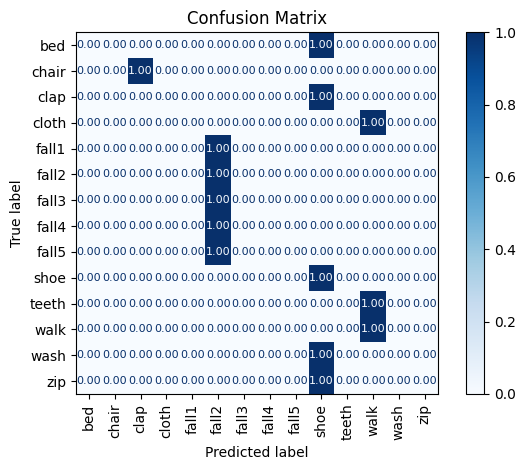 Confusion Matrix
True label
bed 0.00 0.00 0.00 0.00 0.00 0.00 0.00 0.00 0.00 1.00 0.00 0.00 0.00 0.00
chair 0.00 0.00 1.00 0.00 0.00 0.00 0.00 0.00 0.00 0.00 0.00 0.00 0.00 0.00
clap 0.00 0.00 0.00 0.00 0.00 0.00 0.00 0.00 0.00 1.00 0.00 0.00 0.00 0.00
cloth 0.00 0.00 0.00 0.00 0.00 0.00 0.00 0.00 0.00 0.00 0.00 1.00 0.00 0.00
fall1 0.00 0.00 0.00 0.00 0.00 1.00 0.00 0.00 0.00 0.00 0.00 0.00 0.00 0.00
fall2 0.00 0.00 0.00 0.00 0.00 1.00 0.00 0.00 0.00 0.00 0.00 0.00 0.00 0.00
fall3 0.00 0.00 0.00 0.00 0.00 1.00 0.00 0.00 0.00 0.00 0.00 0.00 0.00 0.00
fall4 0.00 0.00 0.00 0.00 0.00 1.00 0.00 0.00 0.00 0.00 0.00 0.00 0.00 0.00
fall5 0.00 0.00 0.00 0.00 0.00 1.00 0.00 0.00 0.00 0.00 0.00 0.00 0.00 0.00
shoe 0.00 0.00 0.00 0.00 0.00 0.00 0.00 0.00 0.00 1.00 0.00 0.00 0.00 0.00
teeth 0.00 0.00 0.00 0.00 0.00 0.00 0.00 0.00 0.00 0.00 0.00 1.00 0.00 0.00
walk 0.00 0.00 0.00 0.00 0.00 0.00 0.00 0.00 0.00 0.00 0.00 1.00 0.00 0.00
wash 0.00 0.00 0.00 0.00 0.00 0.00 0.00 0.00 0.00 1.00 0.00 0.00 0.00 0.00
zip 0.00 0.00 0.00 0.00 0.00 0.00 0.00 0.00 0.00 1.00 0.00 0.00 0.00 0.00
bed chair clap cloth fall1 fall2 fall3 fall4 fall5 shoe teeth walk wash zip
Predicted label
1.0
0.8
0.6
0.4
0.2
0.0